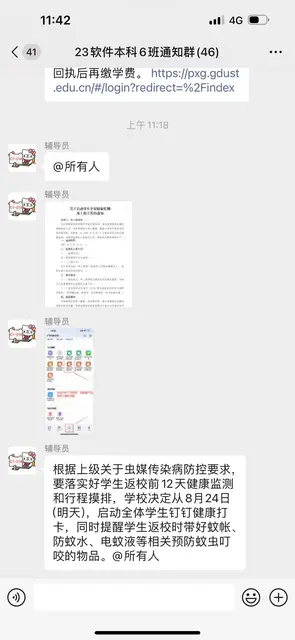 11:42
4G
41
23软件本科6班通知群(46)
回执后再缴学费。 https://pxg.gdust
.edu.cn/#/login?redirect=%2Findex
上午 11:18
辅导员
@所有人
辅导员
辅导员
辅导员
根据上级关于虫媒传染病防控要求，
要落实好学生返校前12天健康监测
和行程摸排，学校决定从8月24日
(明天)，启动全体学生钉钉健康打
卡，同时提醒学生返校时带好蚊帐、
防蚊水、电蚊液等相关预防蚊虫叮
咬的物品。@所有人